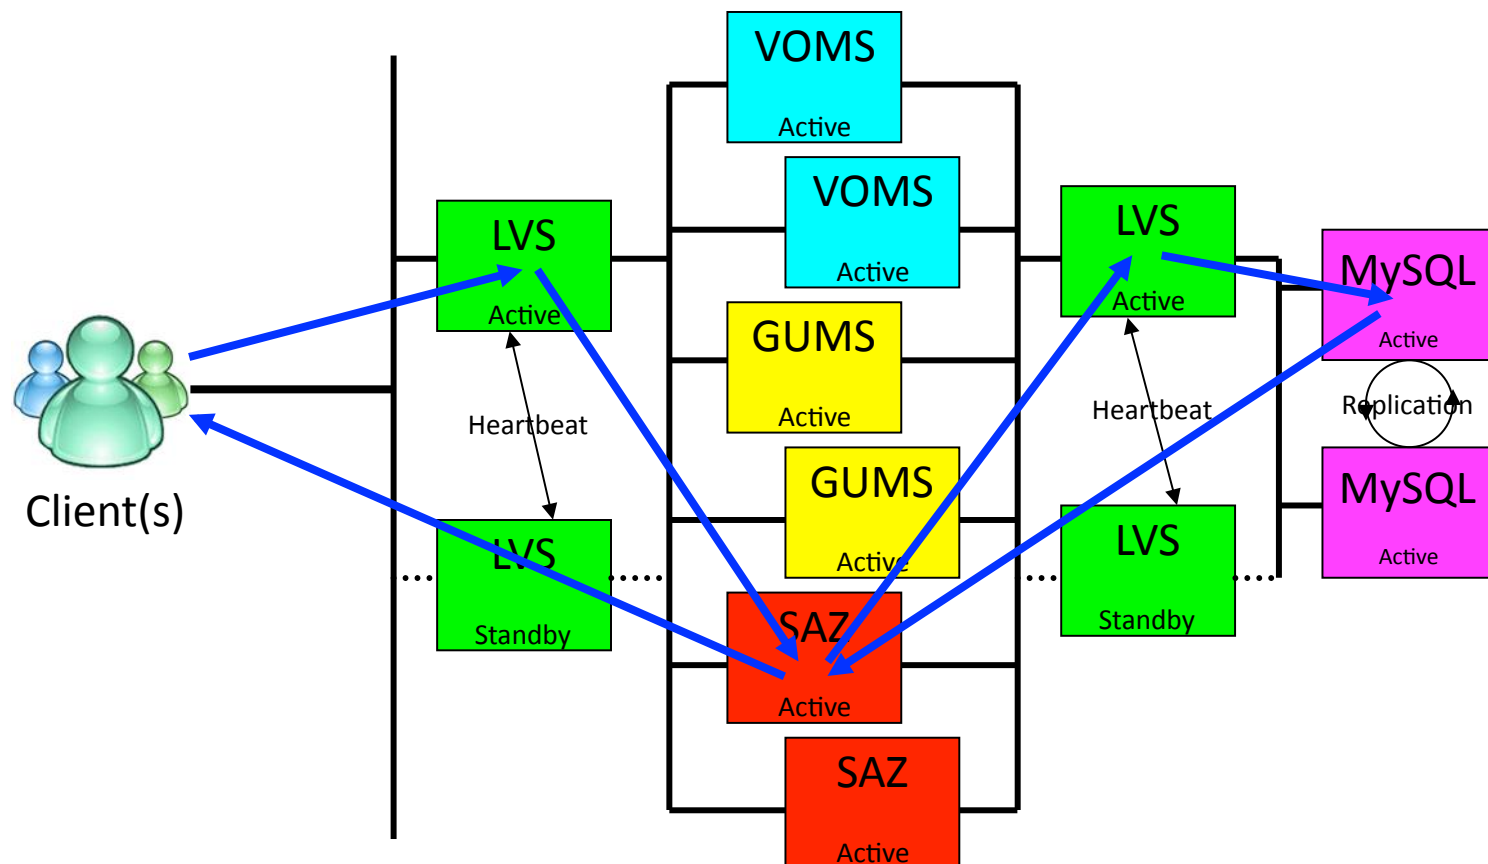 VOMS
Active
VOMS
Active
LVS
Active
LVS
Active
MySQL
Active
GUMS
Active
Heartbeat
Heartbeat
Replication
GUMS
Active
MySQL
Active
Client(s)
LVS
Standby
LVS
Standby
SAZ
Active
SAZ
Active